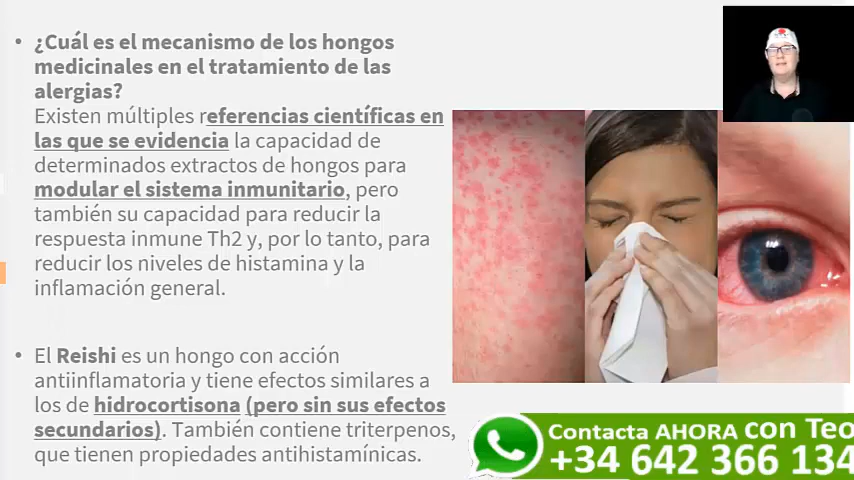 • ¿Cuál es el mecanismo de los hongos
medicinales en el tratamiento de las
alergias?
Existen múltiples referencias científicas en
las que se evidencia la capacidad de
determinados extractos de hongos para
modular el sistema inmunitario, pero
también su capacidad para reducir la
respuesta inmune Th2 y, por lo tanto, para
reducir los niveles de histamina y la
inflamación general.
• El Reishi es un hongo con acción
antiinflamatoria y tiene efectos similares a
los de hidrocortisona (pero sin sus efectos
secundarios). También contiene triterpenos,
que tienen propiedades antihistamínicas.
Contacta AHORA con Teo
+34 642 366 134